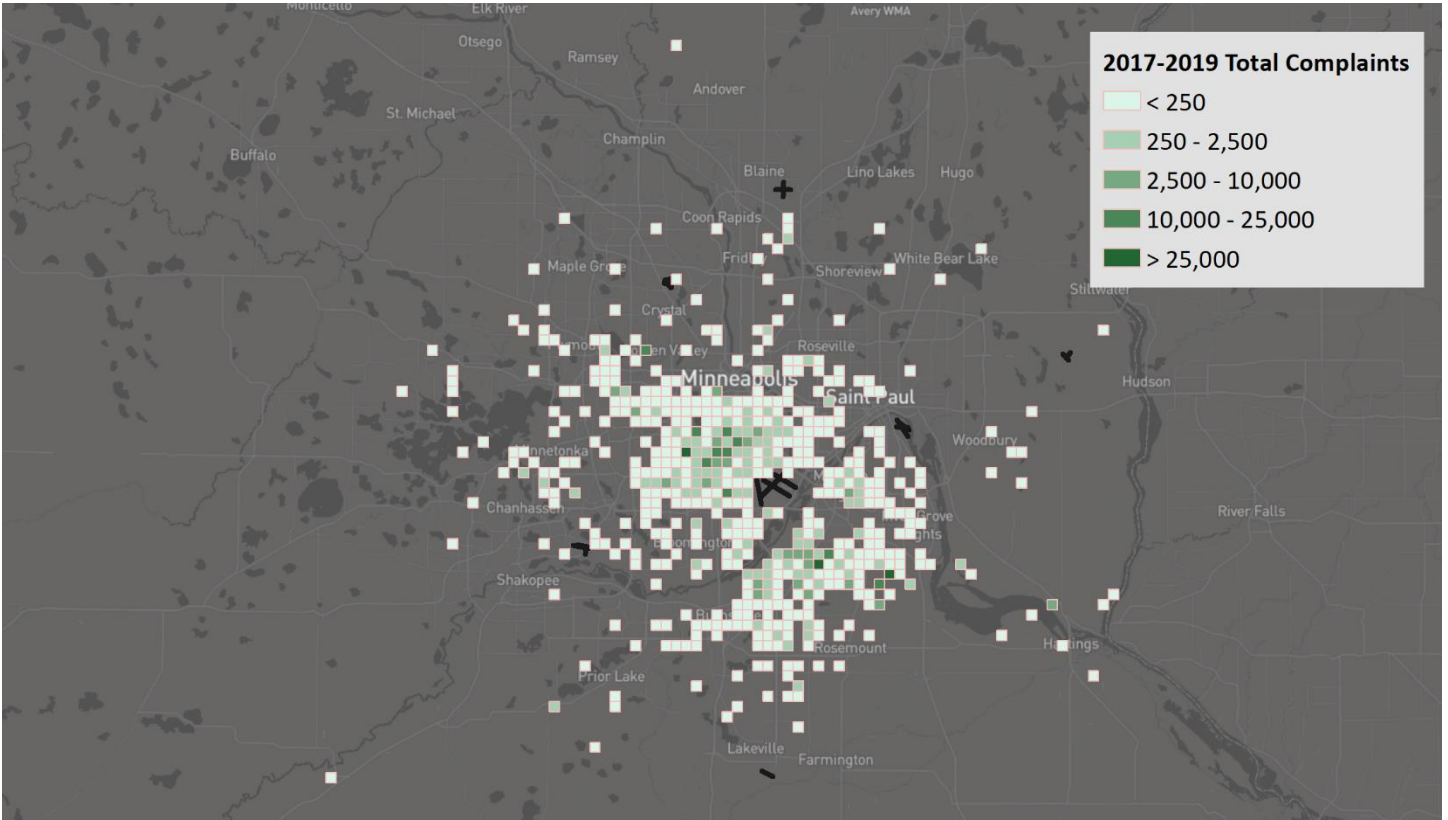 Monticello
Elk River
Avery WMA
Otsego
Ramsey
2017-2019 Total Complaints
Andover
< 250
St. Michael
Champlin
250 - 2,500
Buffalo
Blaine
Lino Lakes
Hugo
2,500 - 10,000
Coon Rapids
10,000 - 25,000
Maple Grove
Fridley
Shoreview
White Bear Lake
> 25,000
Stillwater
Crystal
Roseville
Minneapolis
Hudson
Saint Paul
Minnetonka
Woodbury
Chanhassen
River Falls
Bloomington
Shakopee
Rosemount
Hastings
Prior Lake
Lakeville
Farmington